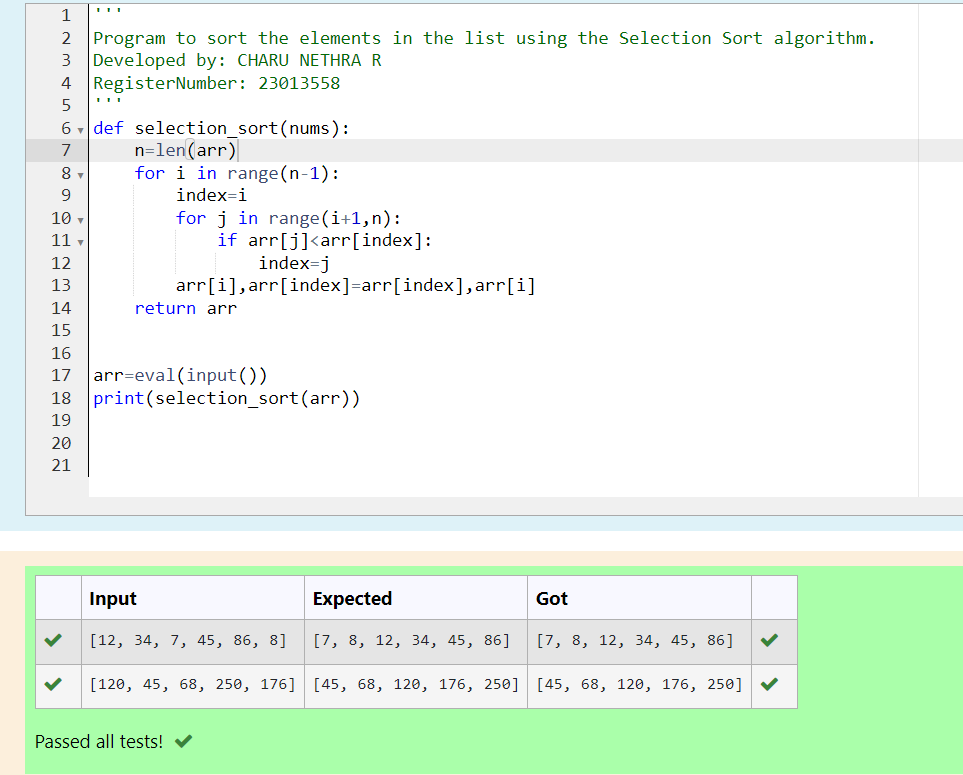 1 '''
2 Program to sort the elements in the list using the Selection Sort algorithm.
3 Developed by: CHARU NETHRA R
4 RegisterNumber: 23013558
5 '''
6 def selection_sort(nums):
7     n=len(arr)
8     for i in range(n-1):
9         index=i
10         for j in range(i+1,n):
11             if arr[j]<arr[index]:
12                 index=j
13         arr[i],arr[index]=arr[index],arr[i]
14     return arr
15
16
17 arr=eval(input())
18 print(selection_sort(arr))
19
20
21
Input Expected Got
[12, 34, 7, 45, 86, 8] [7, 8, 12, 34, 45, 86] [7, 8, 12, 34, 45, 86]
[120, 45, 68, 250, 176] [45, 68, 120, 176, 250] [45, 68, 120, 176, 250]
Passed all tests!